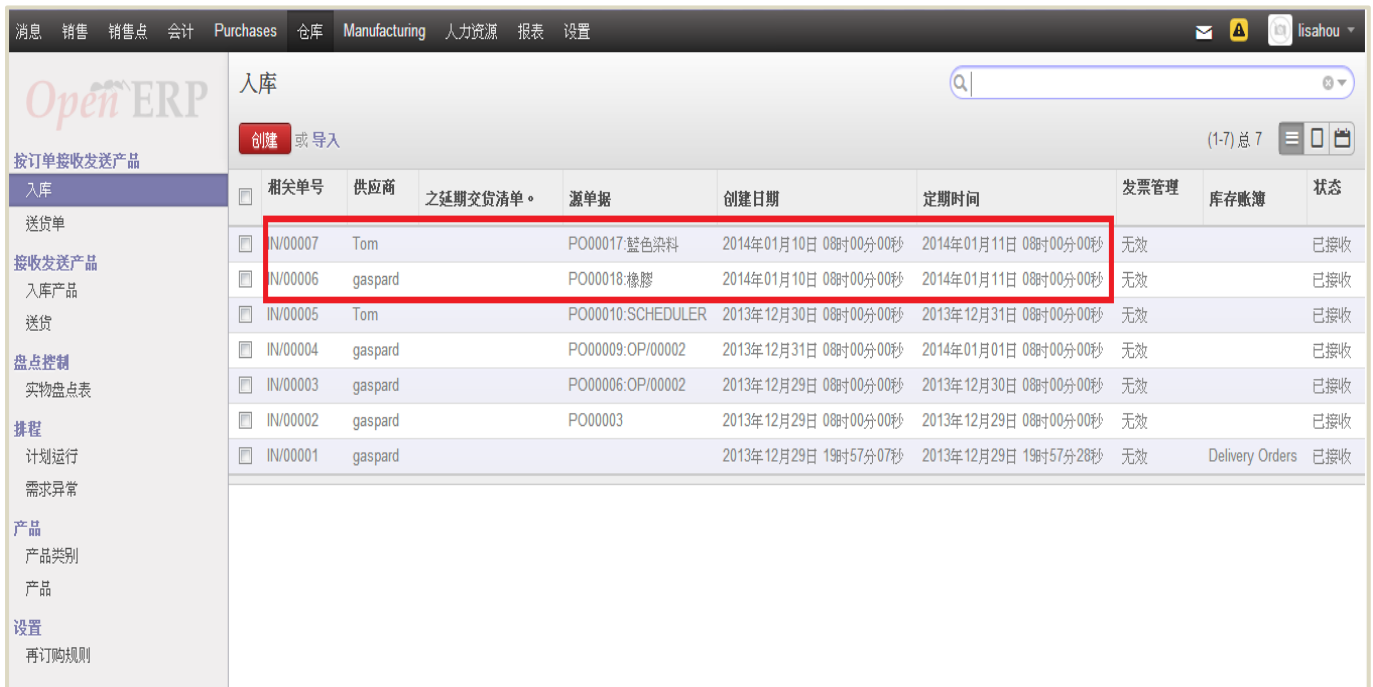 消息 销售 销售点 会计 Purchases 仓库 Manufacturing 人力资源 报表 设置 lisahou
Open ERP
入库
创建 或 导入 (1-7) 总 7
按订单接收发送产品
入库
送货单
接收发送产品
入库产品
送货
盘点控制
实物盘点表
排程
计划运行
需求异常
产品
产品类别
产品
设置
再订购规则
相关单号 供应商 之延期交货清单。 源单据 创建日期 定期时间 发票管理 库存账簿 状态
IN/00007 Tom PO00017:藍色染料 2014年01月10日 08时00分00秒 2014年01月11日 08时00分00秒 无效 已接收
IN/00006 gaspard PO00018:橡膠 2014年01月10日 08时00分00秒 2014年01月11日 08时00分00秒 无效 已接收
IN/00005 Tom PO00010:SCHEDULER 2013年12月30日 08时00分00秒 2013年12月31日 08时00分00秒 无效 已接收
IN/00004 gaspard PO00009:OP/00002 2013年12月31日 08时00分00秒 2014年01月01日 08时00分00秒 无效 已接收
IN/00003 gaspard PO00006:OP/00002 2013年12月29日 08时00分00秒 2013年12月30日 08时00分00秒 无效 已接收
IN/00002 gaspard PO00003 2013年12月29日 08时00分00秒 2013年12月29日 08时00分00秒 无效 已接收
IN/00001 gaspard 2013年12月29日 19时57分07秒 2013年12月29日 19时57分28秒 无效 Delivery Orders 已接收